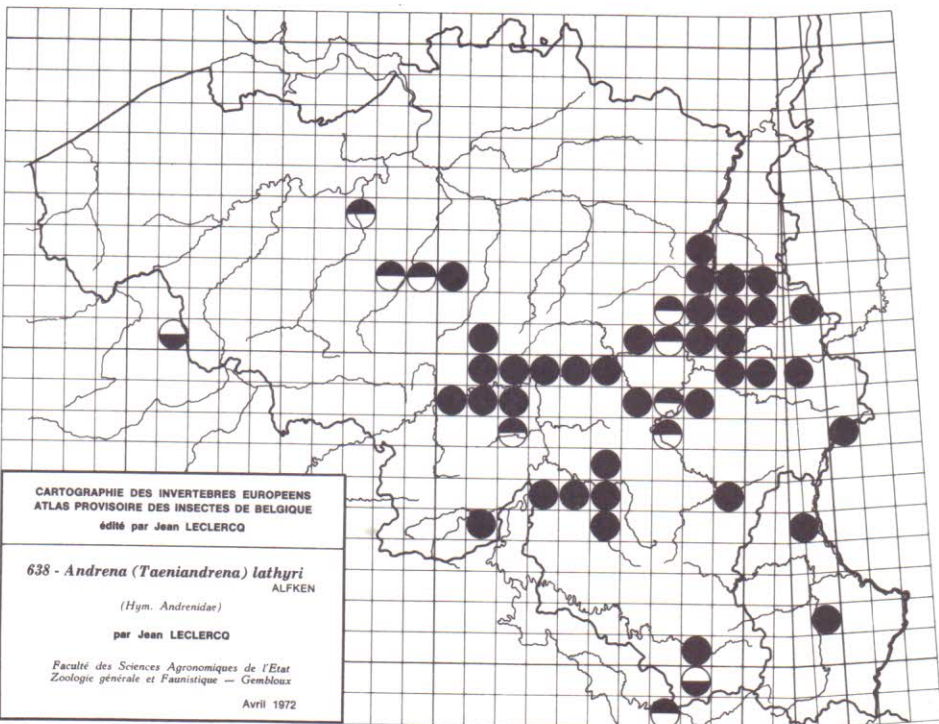 CARTOGRAPHIE DES INVERTEBRES EUROPEENS
ATLAS PROVISOIRE DES INSECTES DE BELGIQUE
édité par Jean LECLERCQ
638 - Andrena (Taeniandrena) lathyri
ALFKEN
(Hym. Andrenidae)
par Jean LECLERCQ
Faculté des Sciences Agronomiques de l'Etat
Zoologie générale et Faunistique — Gembloux
Avril 1972